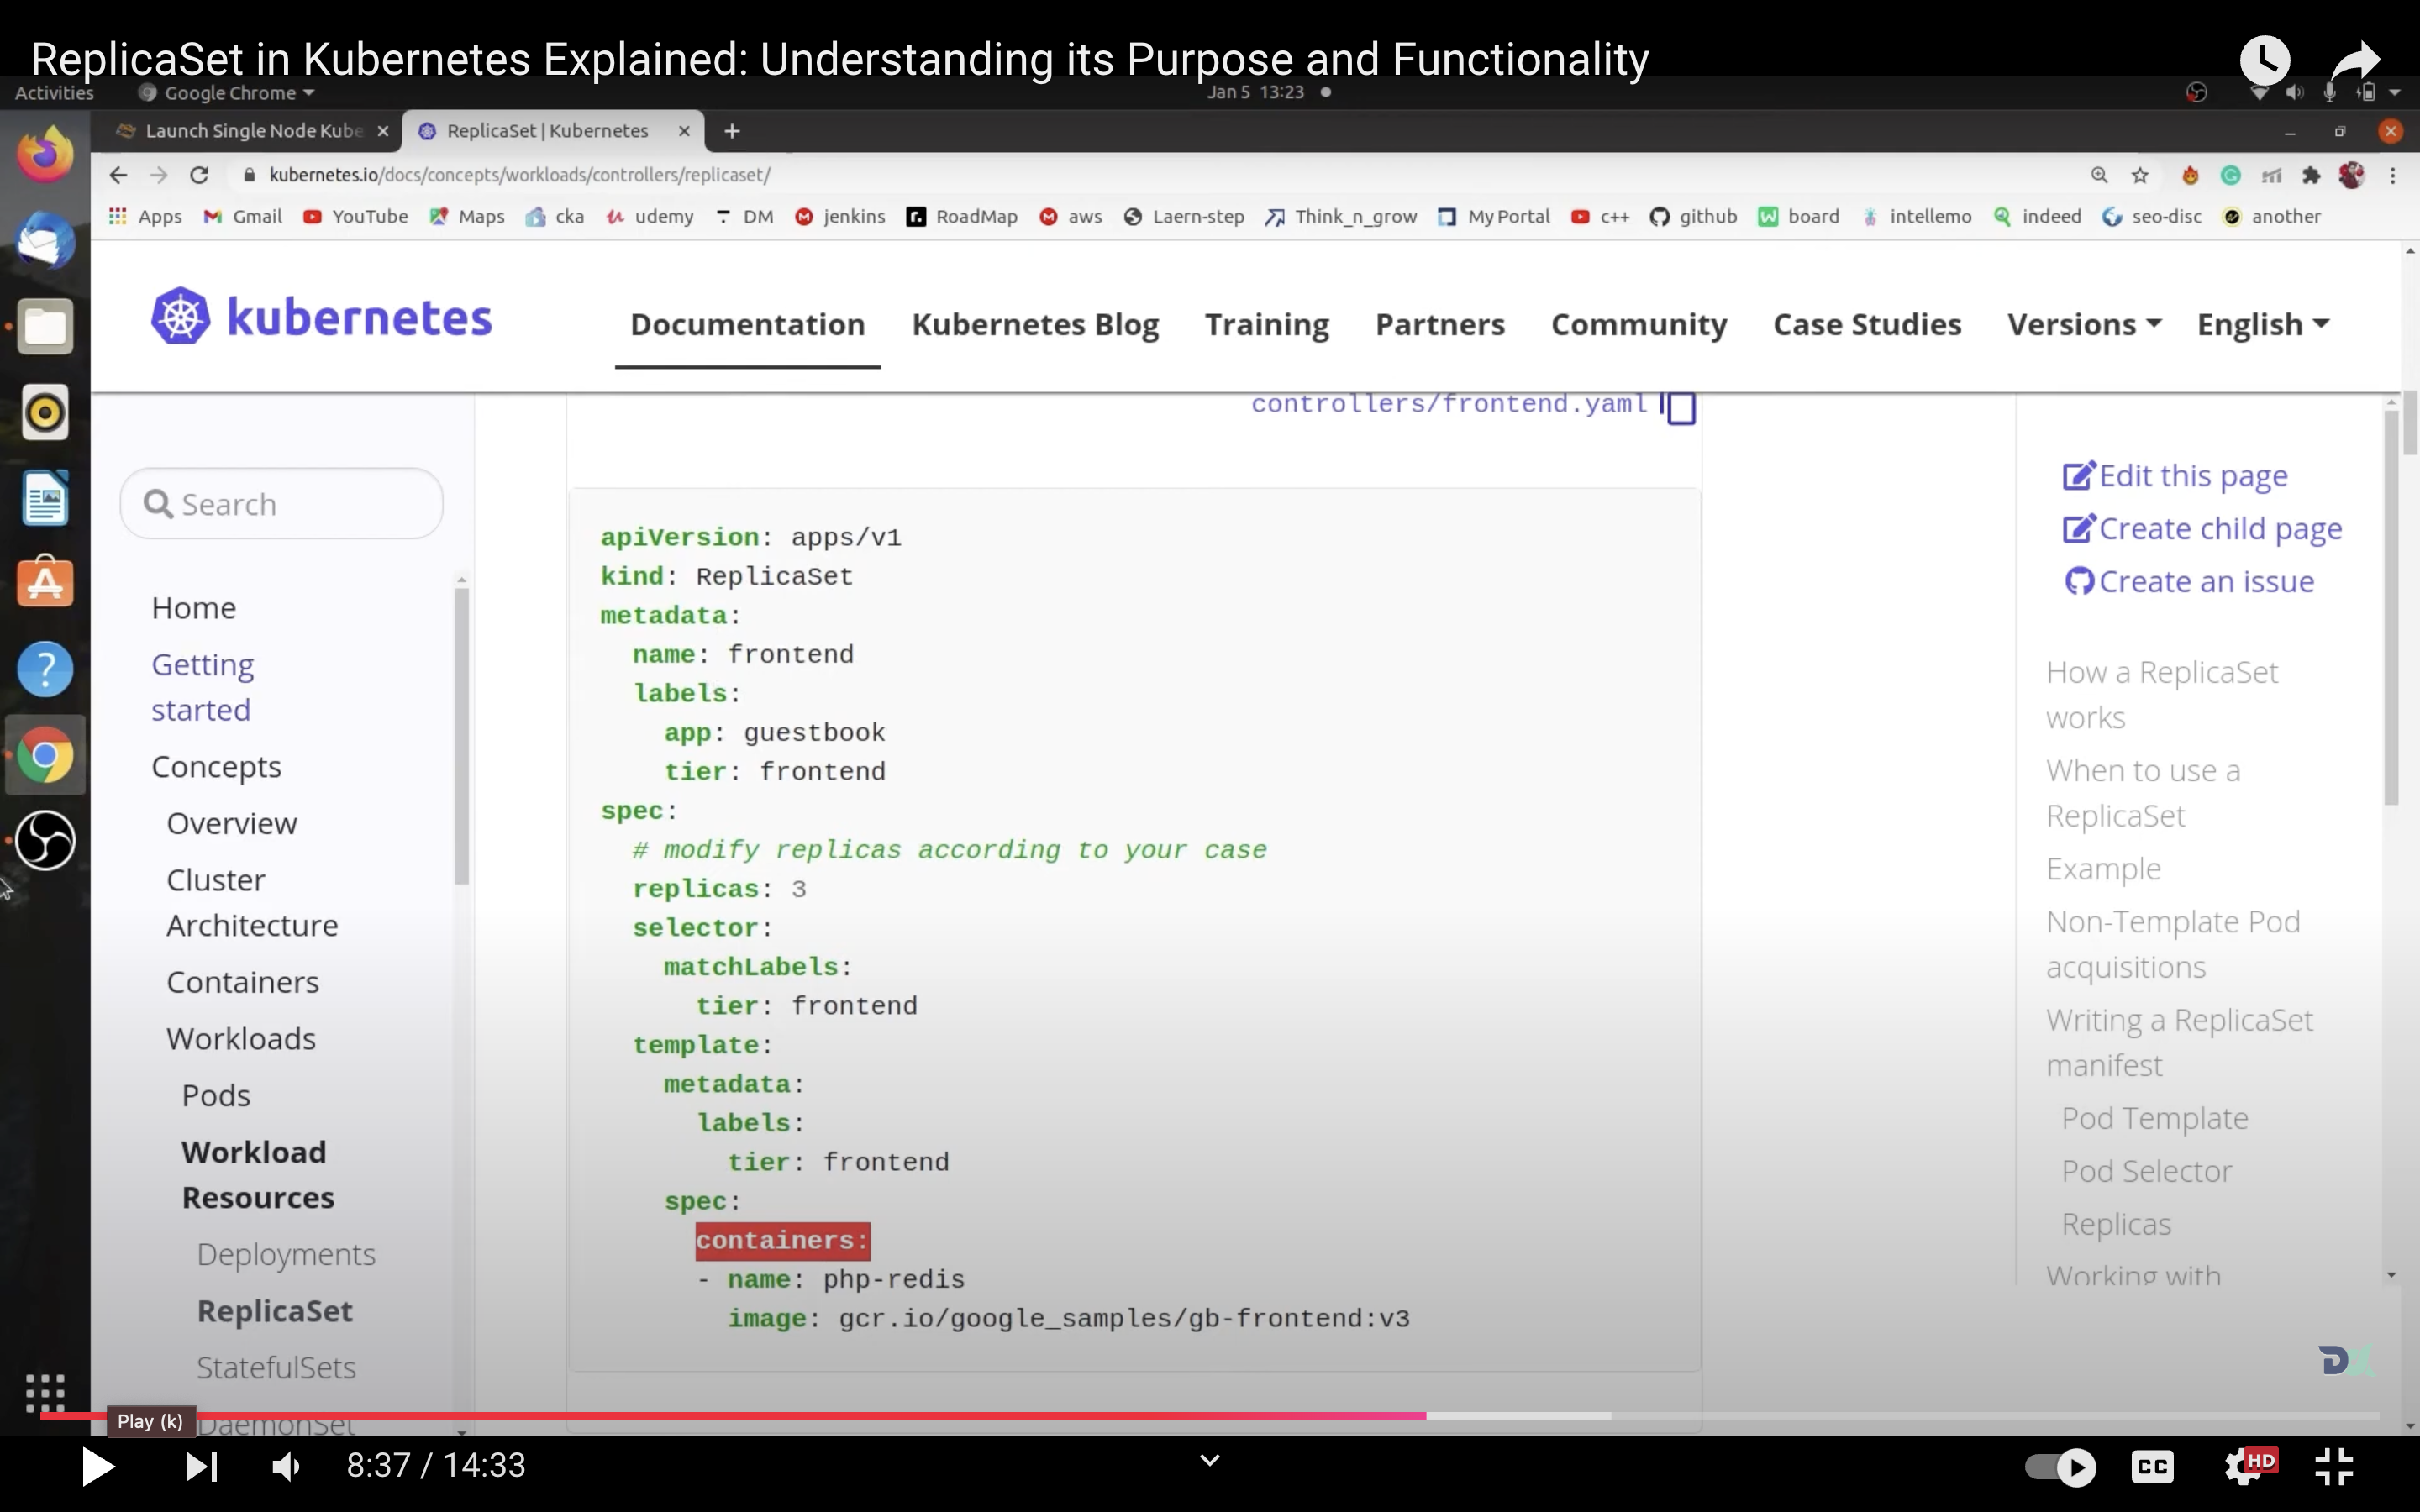 ReplicaSet in Kubernetes Explained: Understanding its Purpose and Functionality
Activities Google Chrome Jan 5 13:23
Launch Single Node Kube ReplicaSet | Kubernetes
kubernetes.io/docs/concepts/workloads/controllers/replicaset/
Apps Gmail YouTube Maps cka udemy DM jenkins RoadMap aws Laern-step Think_n_grow My Portal c++ github board intellemo indeed seo-disc another
kubernetes Documentation Kubernetes Blog Training Partners Community Case Studies Versions English
Search
Home
Getting
started
Concepts
Overview
Cluster
Architecture
Containers
Workloads
Pods
Workload
Resources
Deployments
ReplicaSet
StatefulSets
DaemonSet
controllers/frontend.yaml
apiVersion: apps/v1
kind: ReplicaSet
metadata:
  name: frontend
  labels:
    app: guestbook
    tier: frontend
spec:
  # modify replicas according to your case
  replicas: 3
  selector:
    matchLabels:
      tier: frontend
  template:
    metadata:
      labels:
        tier: frontend
    spec:
      containers:
      - name: php-redis
        image: gcr.io/google_samples/gb-frontend:v3
Edit this page
Create child page
Create an issue
How a ReplicaSet
works
When to use a
ReplicaSet
Example
Non-Template Pod
acquisitions
Writing a ReplicaSet
manifest
Pod Template
Pod Selector
Replicas
Working with
DX
Play (k)
8:37 / 14:33
CC HD